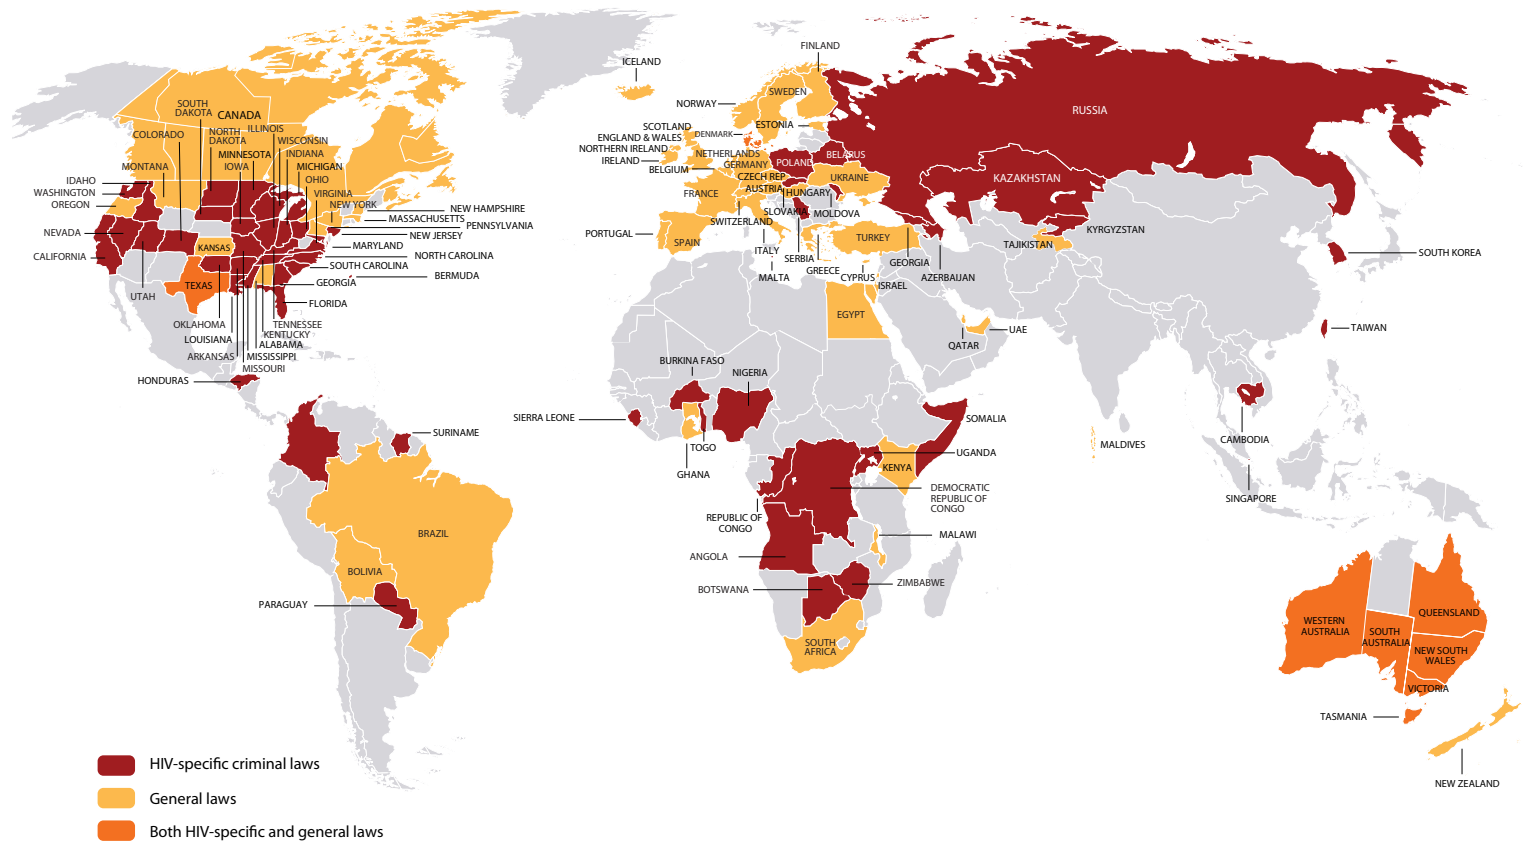 FINLAND
ICELAND
SWEDEN
NORWAY
SOUTH
DAKOTA
CANADA
RUSSIA
COLORADO
NORTH
DAKOTA
ILLINOIS
WISCONSIN
SCOTLAND
ESTONIA
DENMARK
ENGLAND & WALES
NORTHERN IRELAND
IRELAND
NETHERLANDS
MINNESOTA
INDIANA
BELARUS
POLAND
MONTANA
IOWA
MICHIGAN
GERMANY
BELGIUM
CZECH REP
UKRAINE
KAZAKHSTAN
IDAHO
OHIO
WASHINGTON
VIRGINIA
FRANCE
AUSTRIA
HUNGARY
OREGON
NEW YORK
NEW HAMPSHIRE
SLOVAKIA
MOLDOVA
MASSACHUSETTS
SWITZERLAND
PENNSYLVANIA
NEVADA
NEW JERSEY
PORTUGAL
SPAIN
TURKEY
KYRGYZSTAN
KANSAS
MARYLAND
ITALY
TAJIKISTAN
SOUTH KOREA
CALIFORNIA
NORTH CAROLINA
SERBIA
GEORGIA
SOUTH CAROLINA
GREECE
BERMUDA
MALTA
CYPRUS
AZERBAIJAN
GEORGIA
TEXAS
ISRAEL
UTAH
FLORIDA
EGYPT
OKLAHOMA
TENNESSEE
UAE
TAIWAN
KENTUCKY
LOUISIANA
ALABAMA
QATAR
ARKANSAS
MISSISSIPPI
MISSOURI
BURKINA FASO
NIGERIA
HONDURAS
SIERRA LEONE
SOMALIA
SURINAME
CAMBODIA
MALDIVES
TOGO
UGANDA
GHANA
KENYA
DEMOCRATIC
REPUBLIC OF
CONGO
SINGAPORE
REPUBLIC OF
CONGO
BRAZIL
MALAWI
ANGOLA
BOLIVIA
ZIMBABWE
BOTSWANA
PARAGUAY
QUEENSLAND
WESTERN
AUSTRALIA
SOUTH
AUSTRALIA
SOUTH
AFRICA
NEW SOUTH
WALES
VICTORIA
TASMANIA
NEW ZEALAND
HIV-specific criminal laws
General laws
Both HIV-specific and general laws